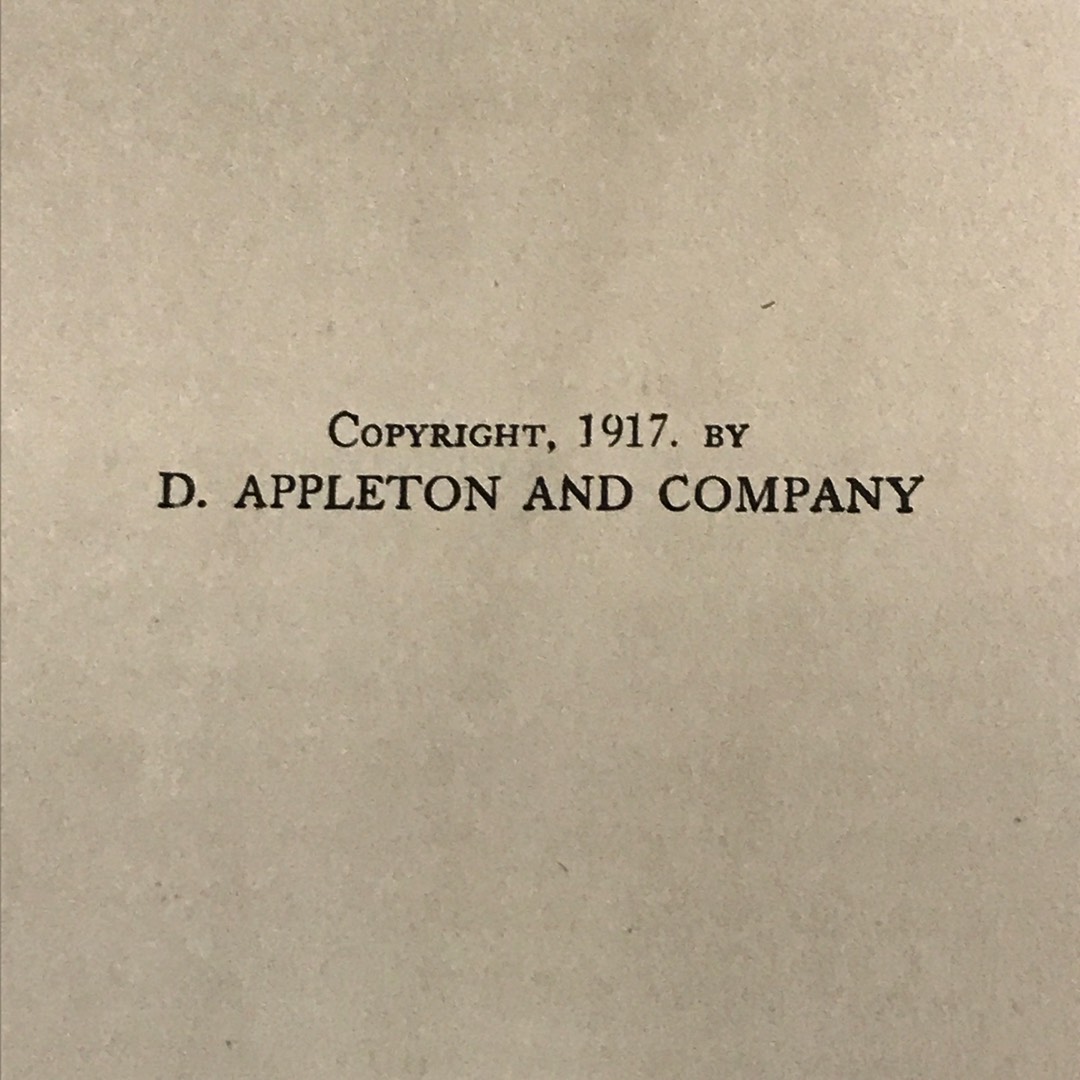 Copyright, 1917. by
D. APPLETON AND COMPANY